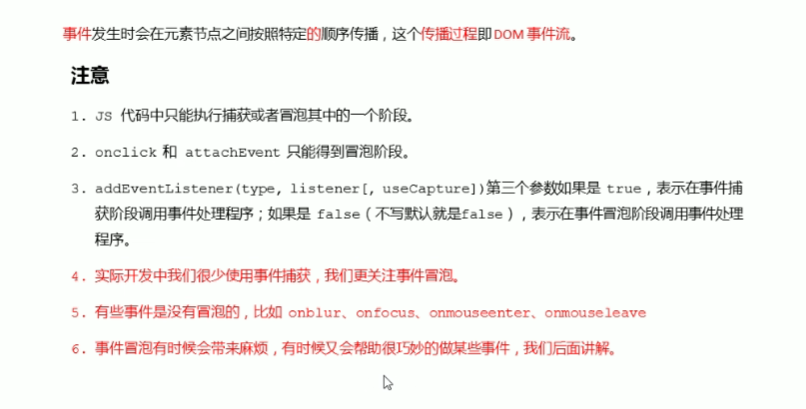 事件发生时会在元素节点之间按照特定的顺序传播，这个传播过程即 DOM 事件流。
注意
1. JS 代码中只能执行捕获或者冒泡其中的一个阶段。
2. onclick 和 attachEvent 只能得到冒泡阶段。
3. addEventListener(type, listener[, useCapture])第三个参数如果是 true，表示在事件捕
获阶段调用事件处理程序；如果是 false（不写默认就是false），表示在事件冒泡阶段调用事件处理
程序。
4. 实际开发中我们很少使用事件捕获，我们更关注事件冒泡。
5. 有些事件是没有冒泡的，比如 onblur、onfocus、onmouseenter、onmouseleave
6. 事件冒泡有时候会带来麻烦，有时候又会帮助很巧妙的做某些事件，我们后面讲解。